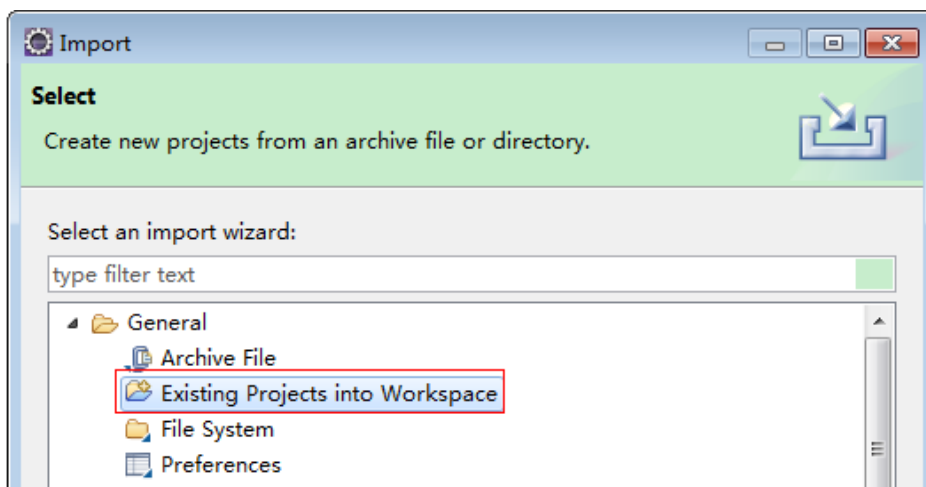 Import
Select
Create new projects from an archive file or directory.
Select an import wizard:
type filter text
General
Archive File
Existing Projects into Workspace
File System
Preferences